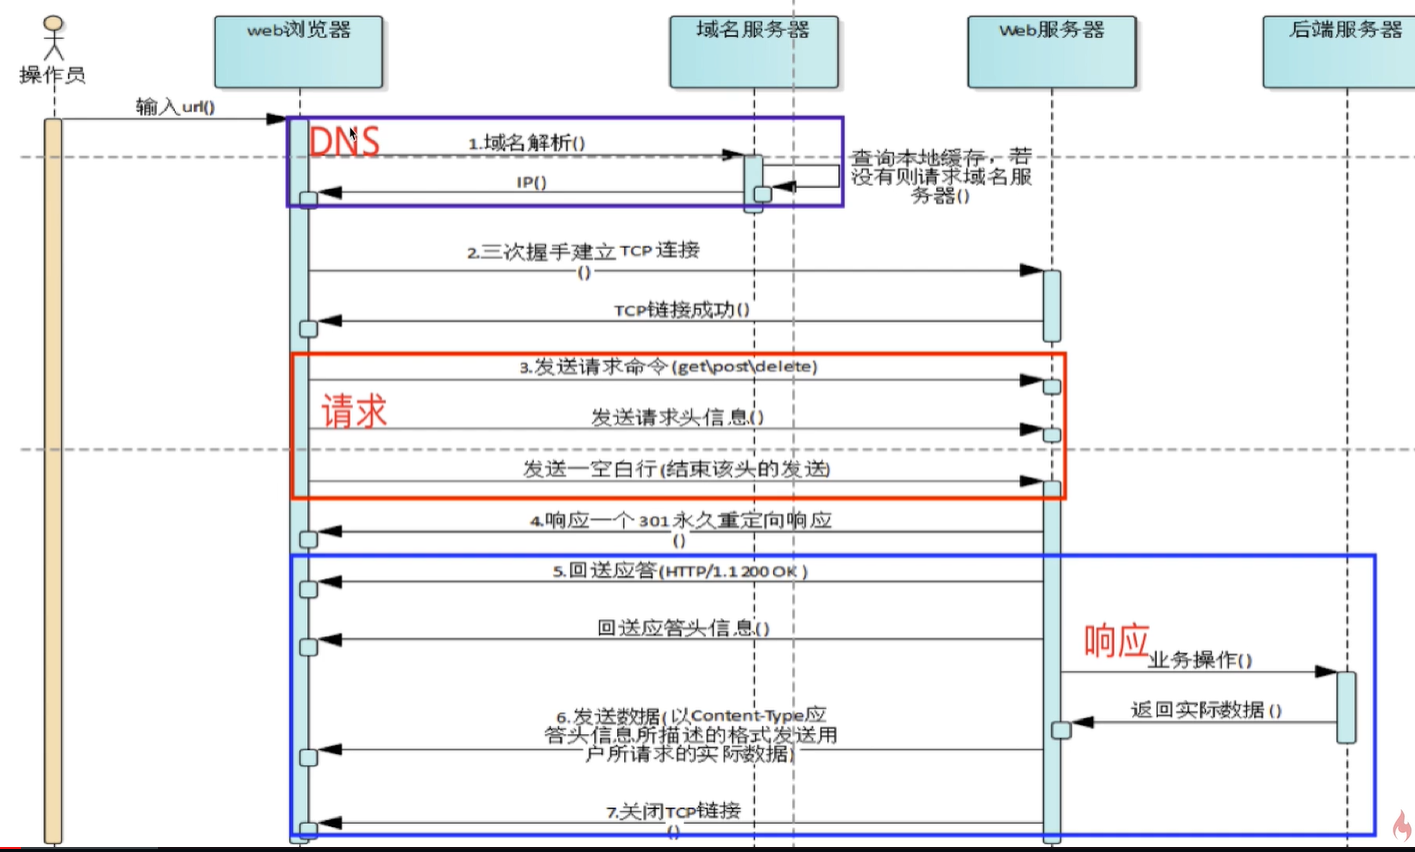 web浏览器
域名服务器
Web服务器
后端服务器
操作员
输入url()
DNS
1.域名解析()
查询本地缓存，若
没有则请求域名服
务器()
IP()
2.三次握手建立TCP连接
()
TCP链接成功()
3.发送请求命令(get\post\delete)
请求
发送请求头信息()
发送一空白行(结束该头的发送)
4.响应一个301永久重定向响应
()
5.回送应答(HTTP/1.1 200 OK )
回送应答头信息()
响应
业务操作()
返回实际数据()
6.发送数据(以Content-Type应
答头信息所描述的格式发送用
户所请求的实际数据)
7.关闭TCP链接
()